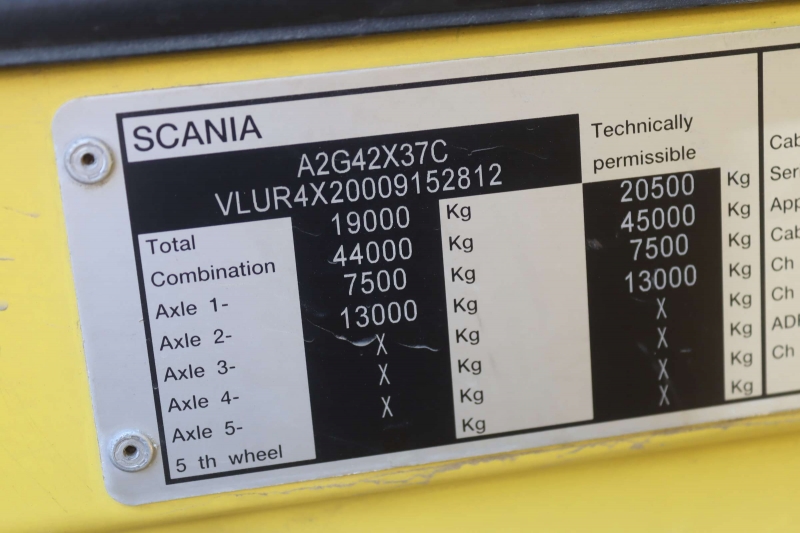 SCANIA
A2G42X37C
VLUR4X20009152812
Technically
permissible
Total 19000 Kg 20500 Kg
Combination 44000 Kg 45000 Kg
Axle 1- 7500 Kg 7500 Kg
Axle 2- 13000 Kg 13000 Kg
Axle 3- X Kg X Kg
Axle 4- X Kg X Kg
Axle 5- X Kg X Kg
5 th wheel Kg X Kg
Cab
Seri
App
Cab
Ch
Ch
Ch